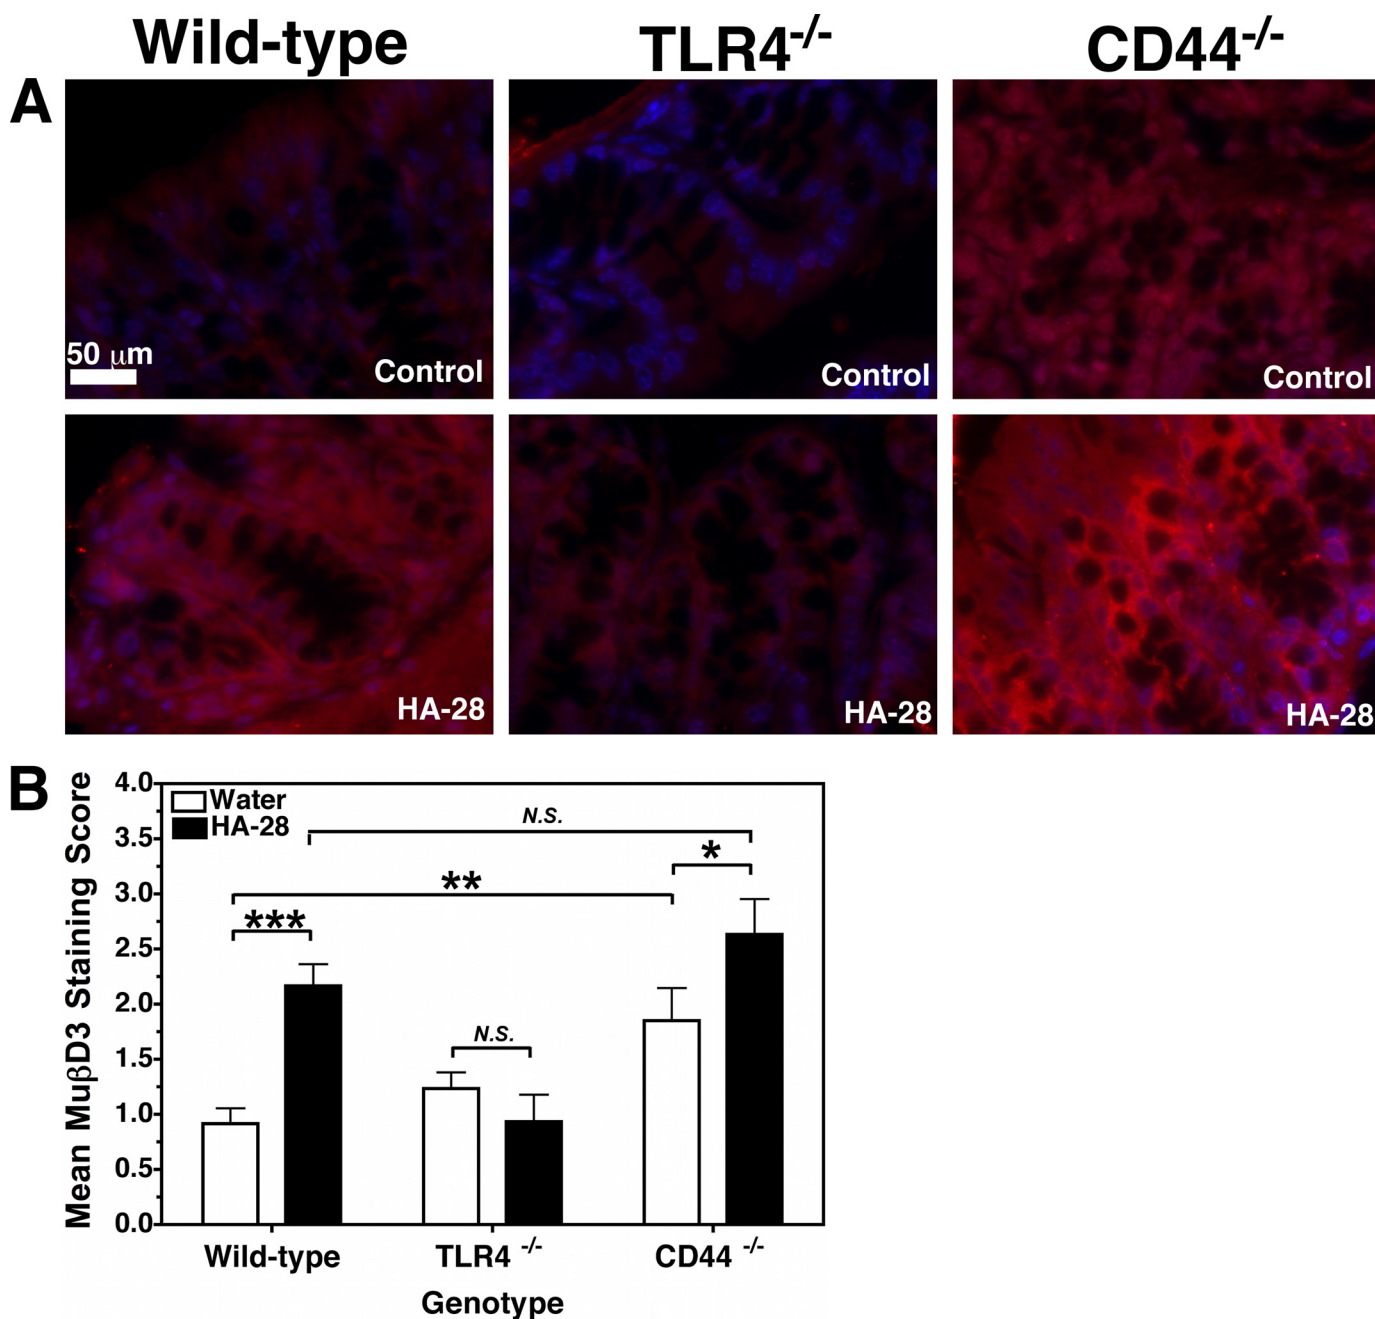 Wild-type TLR4-/- CD44-/-
A
50 μm
Control Control Control
HA-28 HA-28 HA-28
B
Mean MuβD3 Staining Score
4.0
3.5
3.0
2.5
2.0
1.5
1.0
0.5
0.0
Water
HA-28
N.S.
*
**
***
N.S.
Wild-type TLR4 -/- CD44 -/-
Genotype